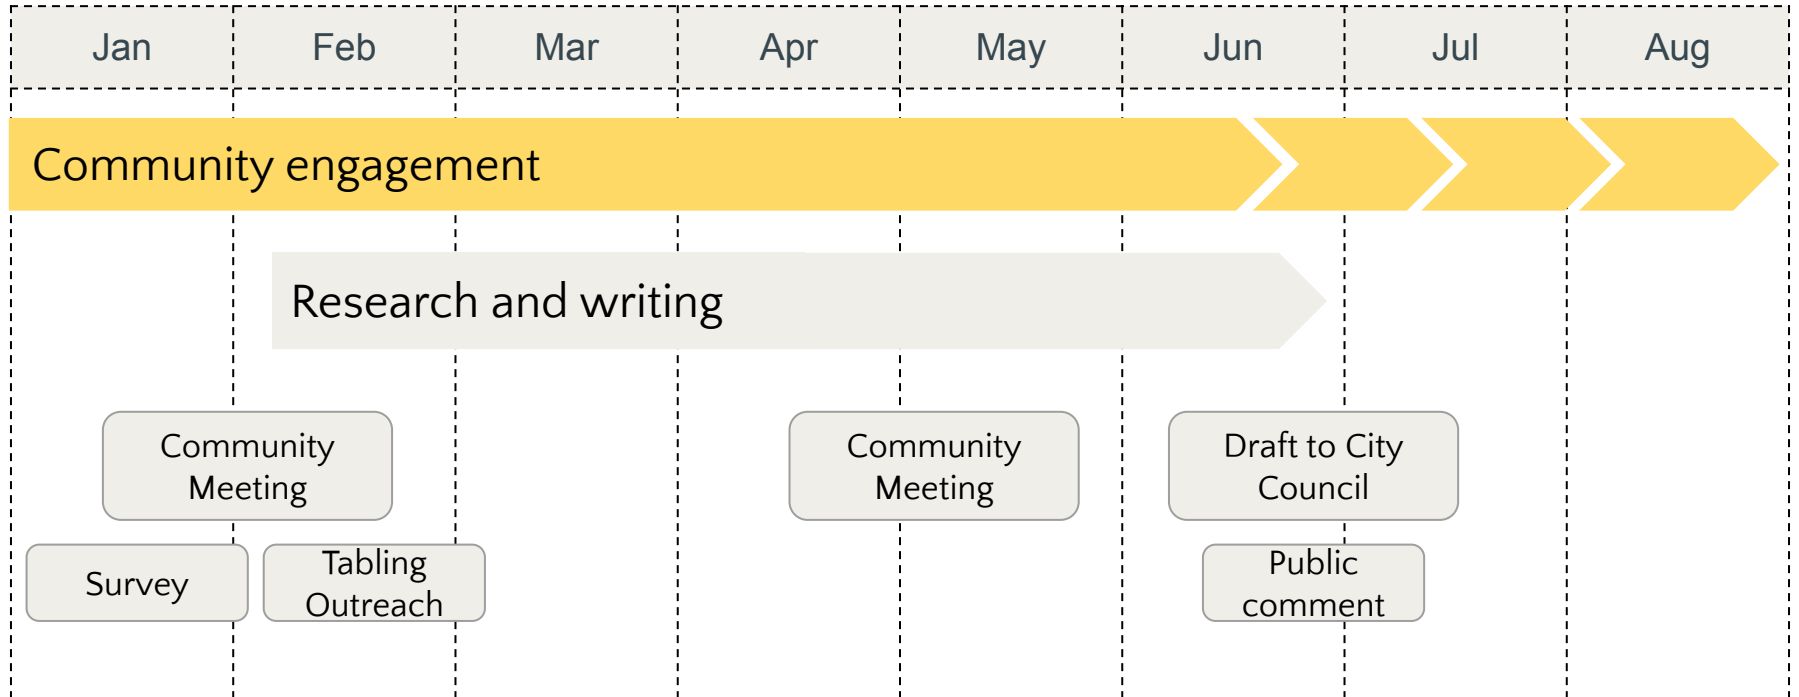 Jan Feb Mar Apr May Jun Jul Aug
Community engagement
Research and writing
Community
Meeting
Community
Meeting
Draft to City
Council
Survey
Tabling
Outreach
Public
comment